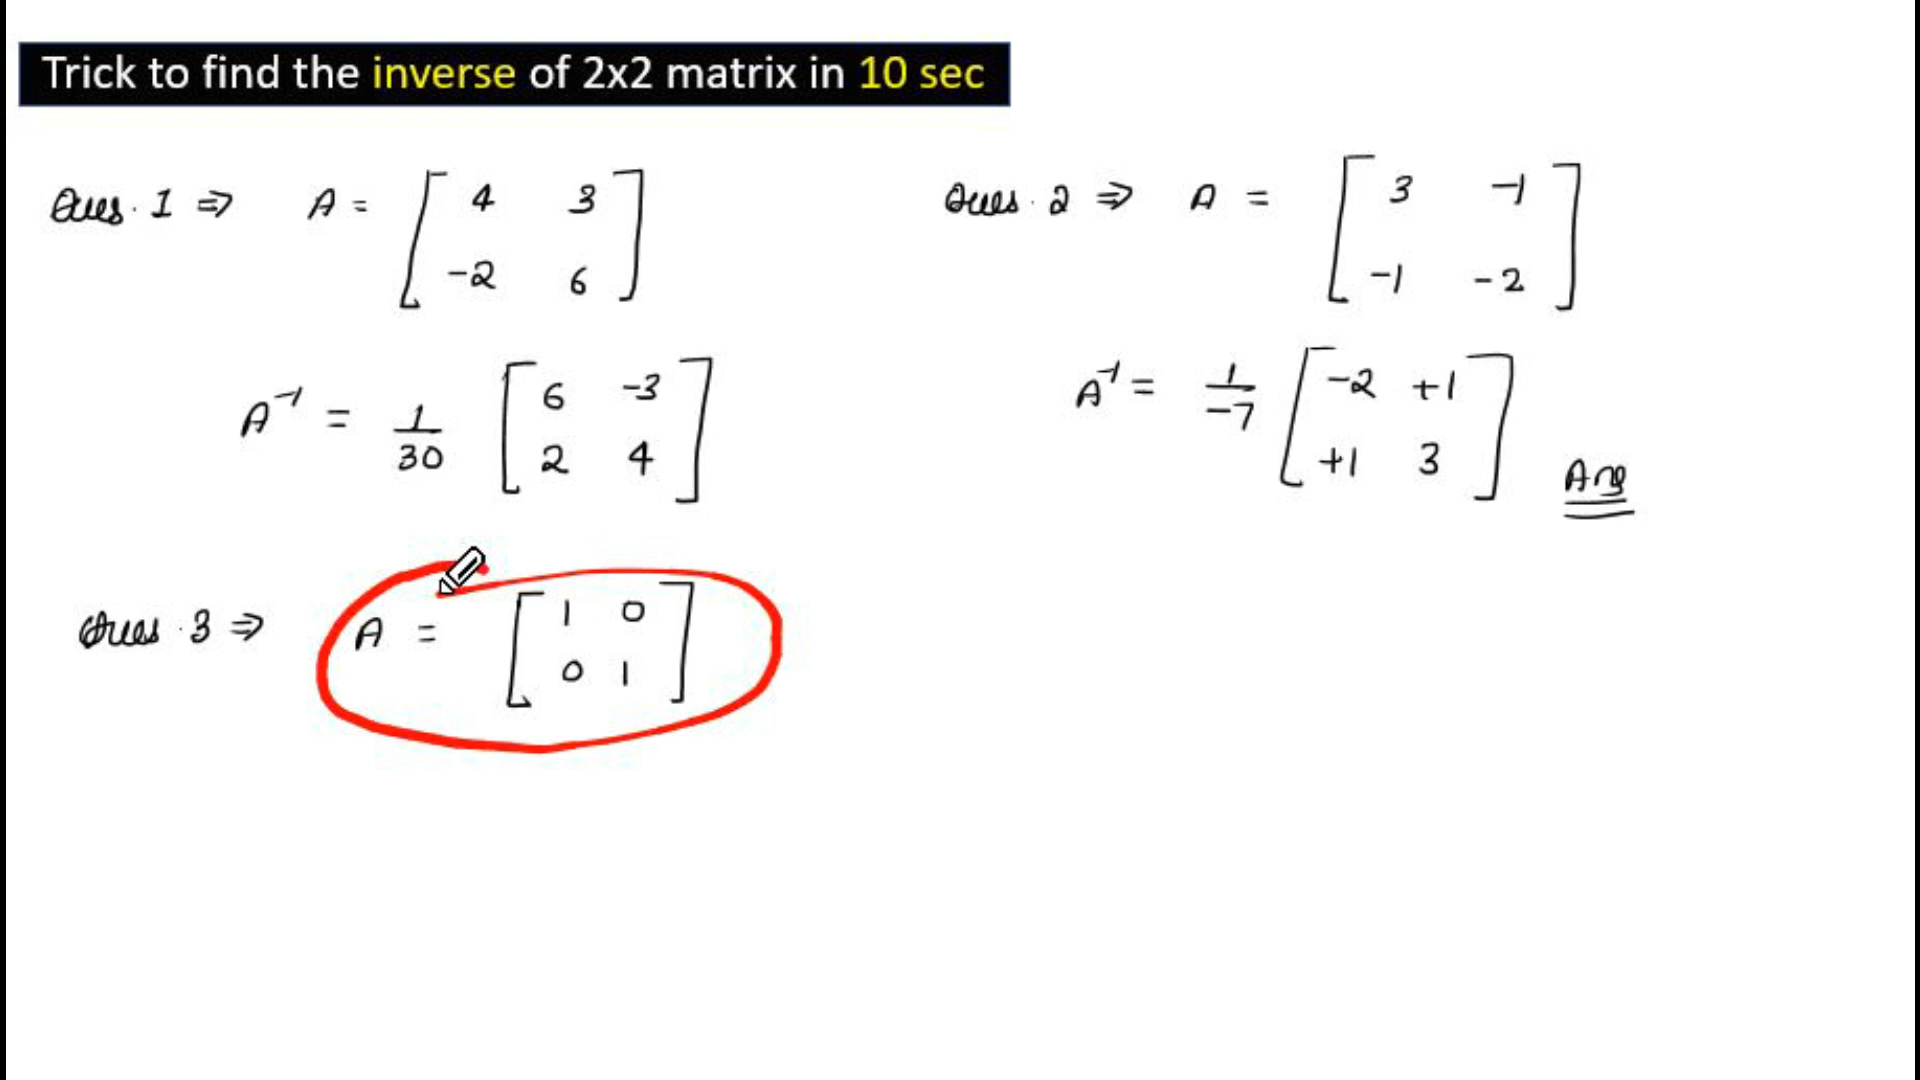 Trick to find the inverse of 2x2 matrix in 10 sec
Ques. 1 ⇒ A = [ 4 3
-2 6 ]
A⁻¹ = 1/30 [ 6 -3
2 4 ]
Ques. 2 ⇒ A = [ 3 -1
-1 -2 ]
A⁻¹ = 1/-7 [ -2 +1
+1 3 ] Ans
Ques. 3 ⇒ A = [ 1 0
0 1 ]